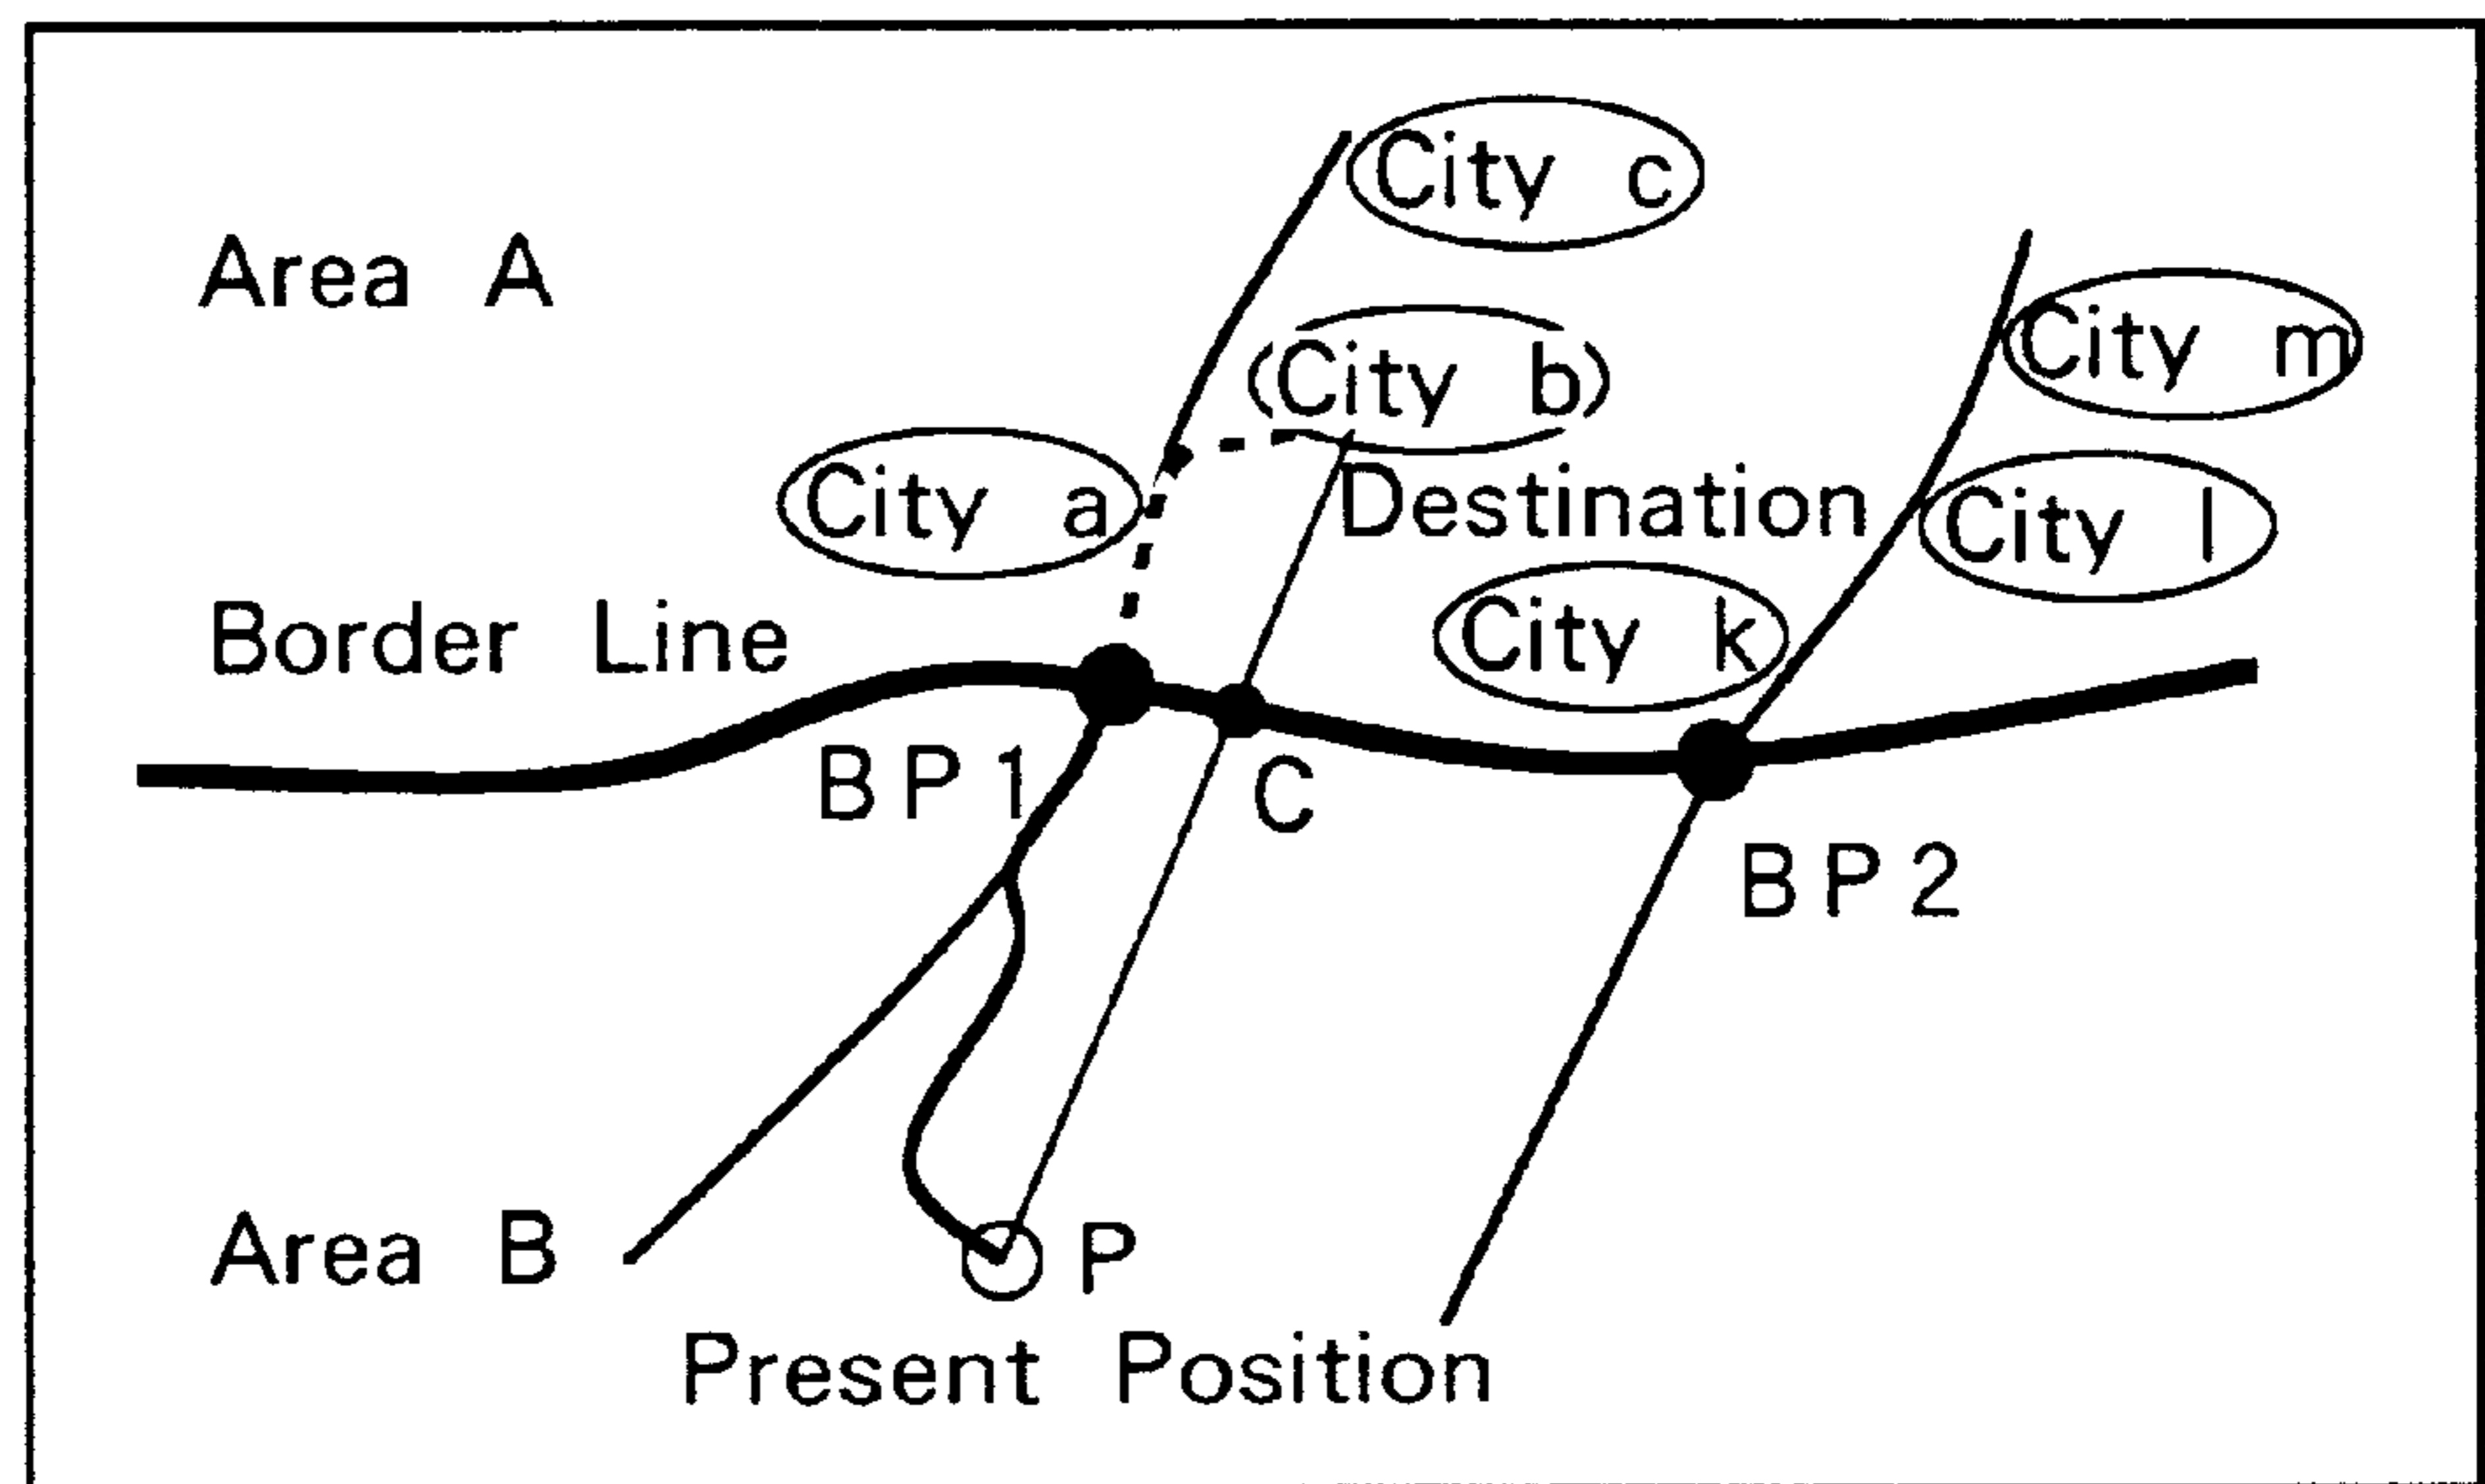 City c
Area A
City m
(City b)
City a
Destination
City l
Border Line
City k
BP1
C
BP2
Area B
P
Present Position